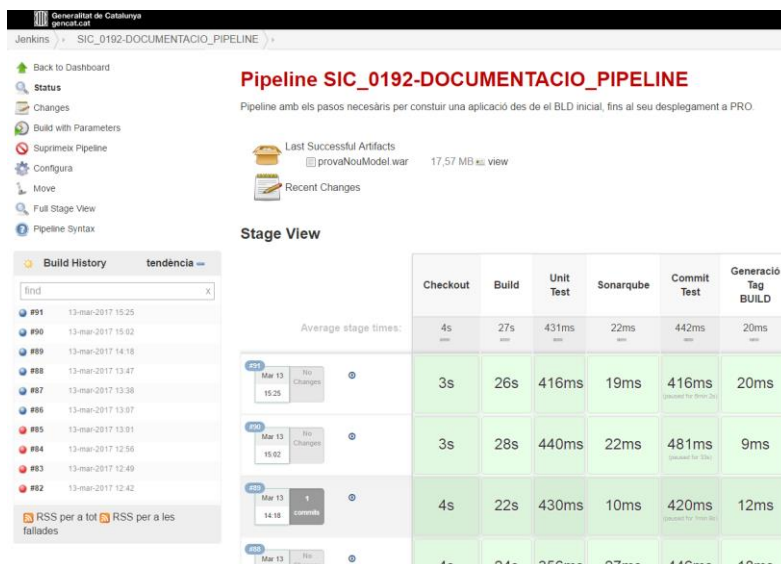 Generalitat de Catalunya
gencat.cat
Jenkins SIC_0192-DOCUMENTACIO_PIPELINE
Back to Dashboard
Status
Changes
Build with Parameters
Suprimeix Pipeline
Configura
Move
Full Stage View
Pipeline Syntax
Build History tendència
find x
#91 13-mar-2017 15:25
#90 13-mar-2017 15:02
#89 13-mar-2017 14:18
#88 13-mar-2017 13:47
#87 13-mar-2017 13:38
#86 13-mar-2017 13:07
#85 13-mar-2017 13:01
#84 13-mar-2017 12:56
#83 13-mar-2017 12:49
#82 13-mar-2017 12:42
RSS per a tot RSS per a les
fallades
Pipeline SIC_0192-DOCUMENTACIO_PIPELINE
Pipeline amb els pasos necesàris per constuir una aplicació des de el BLD inicial, fins al seu desplegament a PRO.
Last Successful Artifacts
provaNouModel.war 17,57 MB view
Recent Changes
Stage View
Checkout Build Unit Test Sonarqube Commit Test Generació Tag BUILD
Average stage times: 4s 27s 431ms 22ms 442ms 20ms
#91
Mar 13 No Changes
15:25
3s 26s 416ms 19ms 416ms 20ms
#90
Mar 13 No Changes
15:02
3s 28s 440ms 22ms 481ms 9ms
#89
Mar 13 1 commits
14:18
4s 22s 430ms 10ms 420ms 12ms
#88
Mar 13 No